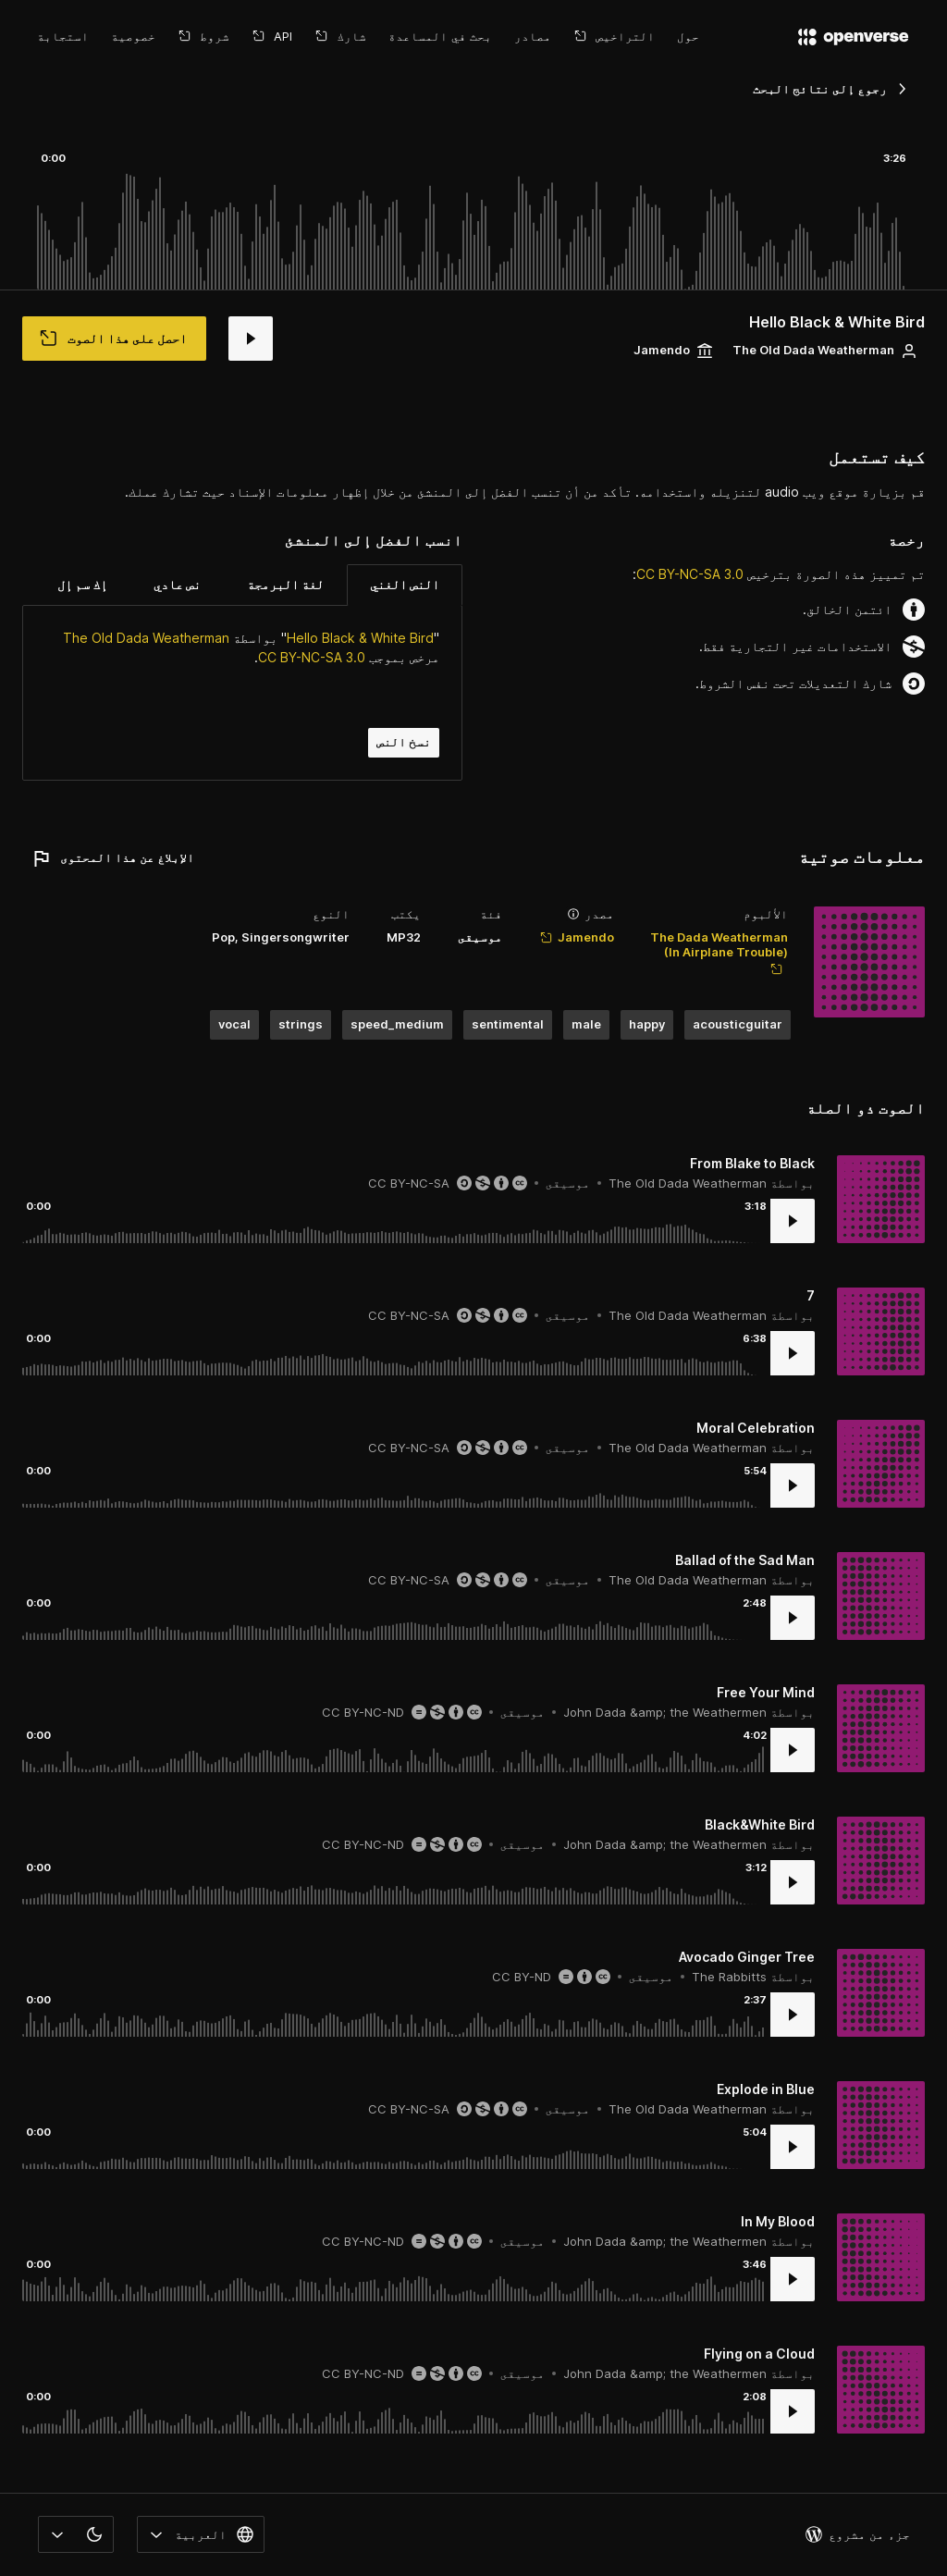 openverse
حول
التراخيص
مصادر
بحث في المساعدة
شارك
API
شروط
خصوصية
استجابة
رجوع إلى نتائج البحث
0:00
3:26
Hello Black & White Bird
The Old Dada Weatherman
Jamendo
احصل على هذا الصوت
كيف تستعمل
قم بزيارة موقع ويب audio لتنزيله واستخدامه. تأكد من أن تنسب الفضل إلى المنشئ من خلال إظهار معلومات الإسناد حيث تشارك عملك.
رخصة
تم تمييز هذه الصورة بترخيص CC BY-NC-SA 3.0:
ائتمن الخالق.
الاستخدامات غير التجارية فقط.
شارك التعديلات تحت نفس الشروط.
انسب الفضل إلى المنشئ
النص الغني
لغة البرمجة
نص عادي
إك سم إل
"Hello Black & White Bird" بواسطة The Old Dada Weatherman
مرخص بموجب CC BY-NC-SA 3.0.
نسخ النص
معلومات صوتية
الإبلاغ عن هذا المحتوى
الألبوم
The Dada Weatherman
(In Airplane Trouble)
مصدر
Jamendo
فئة
موسيقى
يكتب
MP32
النوع
Pop, Singersongwriter
acousticguitar
happy
male
sentimental
speed_medium
strings
vocal
الصوت ذو الصلة
From Blake to Black
بواسطة The Old Dada Weatherman • موسيقى • CC BY-NC-SA
0:00
3:18
7
بواسطة The Old Dada Weatherman • موسيقى • CC BY-NC-SA
0:00
6:38
Moral Celebration
بواسطة The Old Dada Weatherman • موسيقى • CC BY-NC-SA
0:00
5:54
Ballad of the Sad Man
بواسطة The Old Dada Weatherman • موسيقى • CC BY-NC-SA
0:00
2:48
Free Your Mind
بواسطة John Dada &amp; the Weathermen • موسيقى • CC BY-NC-ND
0:00
4:02
Black&White Bird
بواسطة John Dada &amp; the Weathermen • موسيقى • CC BY-NC-ND
0:00
3:12
Avocado Ginger Tree
بواسطة The Rabbitts • موسيقى • CC BY-ND
0:00
2:37
Explode in Blue
بواسطة The Old Dada Weatherman • موسيقى • CC BY-NC-SA
0:00
5:04
In My Blood
بواسطة John Dada &amp; the Weathermen • موسيقى • CC BY-NC-ND
0:00
3:46
Flying on a Cloud
بواسطة John Dada &amp; the Weathermen • موسيقى • CC BY-NC-ND
0:00
2:08
جزء من مشروع
العربية